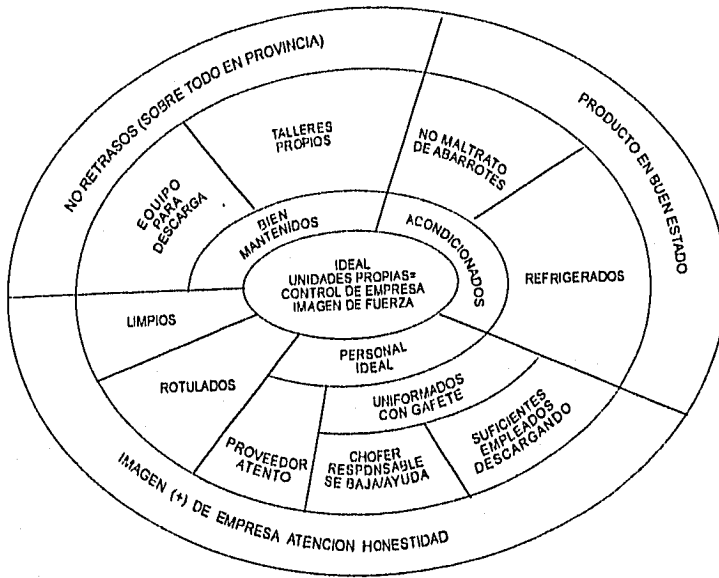 NO RETRASOS (SOBRE TODO EN PROVINCIA)
PRODUCTO EN BUEN ESTADO
TALLERES
PROPIOS
NO MALTRATO
DE ABARROTES
EQUIPO
PARA
DESCARGA
BIEN
MANTENIDOS
ACONDICIONADOS
IDEAL
UNIDADES PROPIAS=
CONTROL DE EMPRESA
IMAGEN DE FUERZA
REFRIGERADOS
LIMPIOS
PERSONAL
IDEAL
ROTULADOS
UNIFORMADOS
CON GAFETE
SUFICIENTES
EMPLEADOS
DESCARGANDO
PROVEEDOR
ATENTO
CHOFER
RESPONSABLE
SE BAJA/AYUDA
IMAGEN (+) DE EMPRESA ATENCION HONESTIDAD